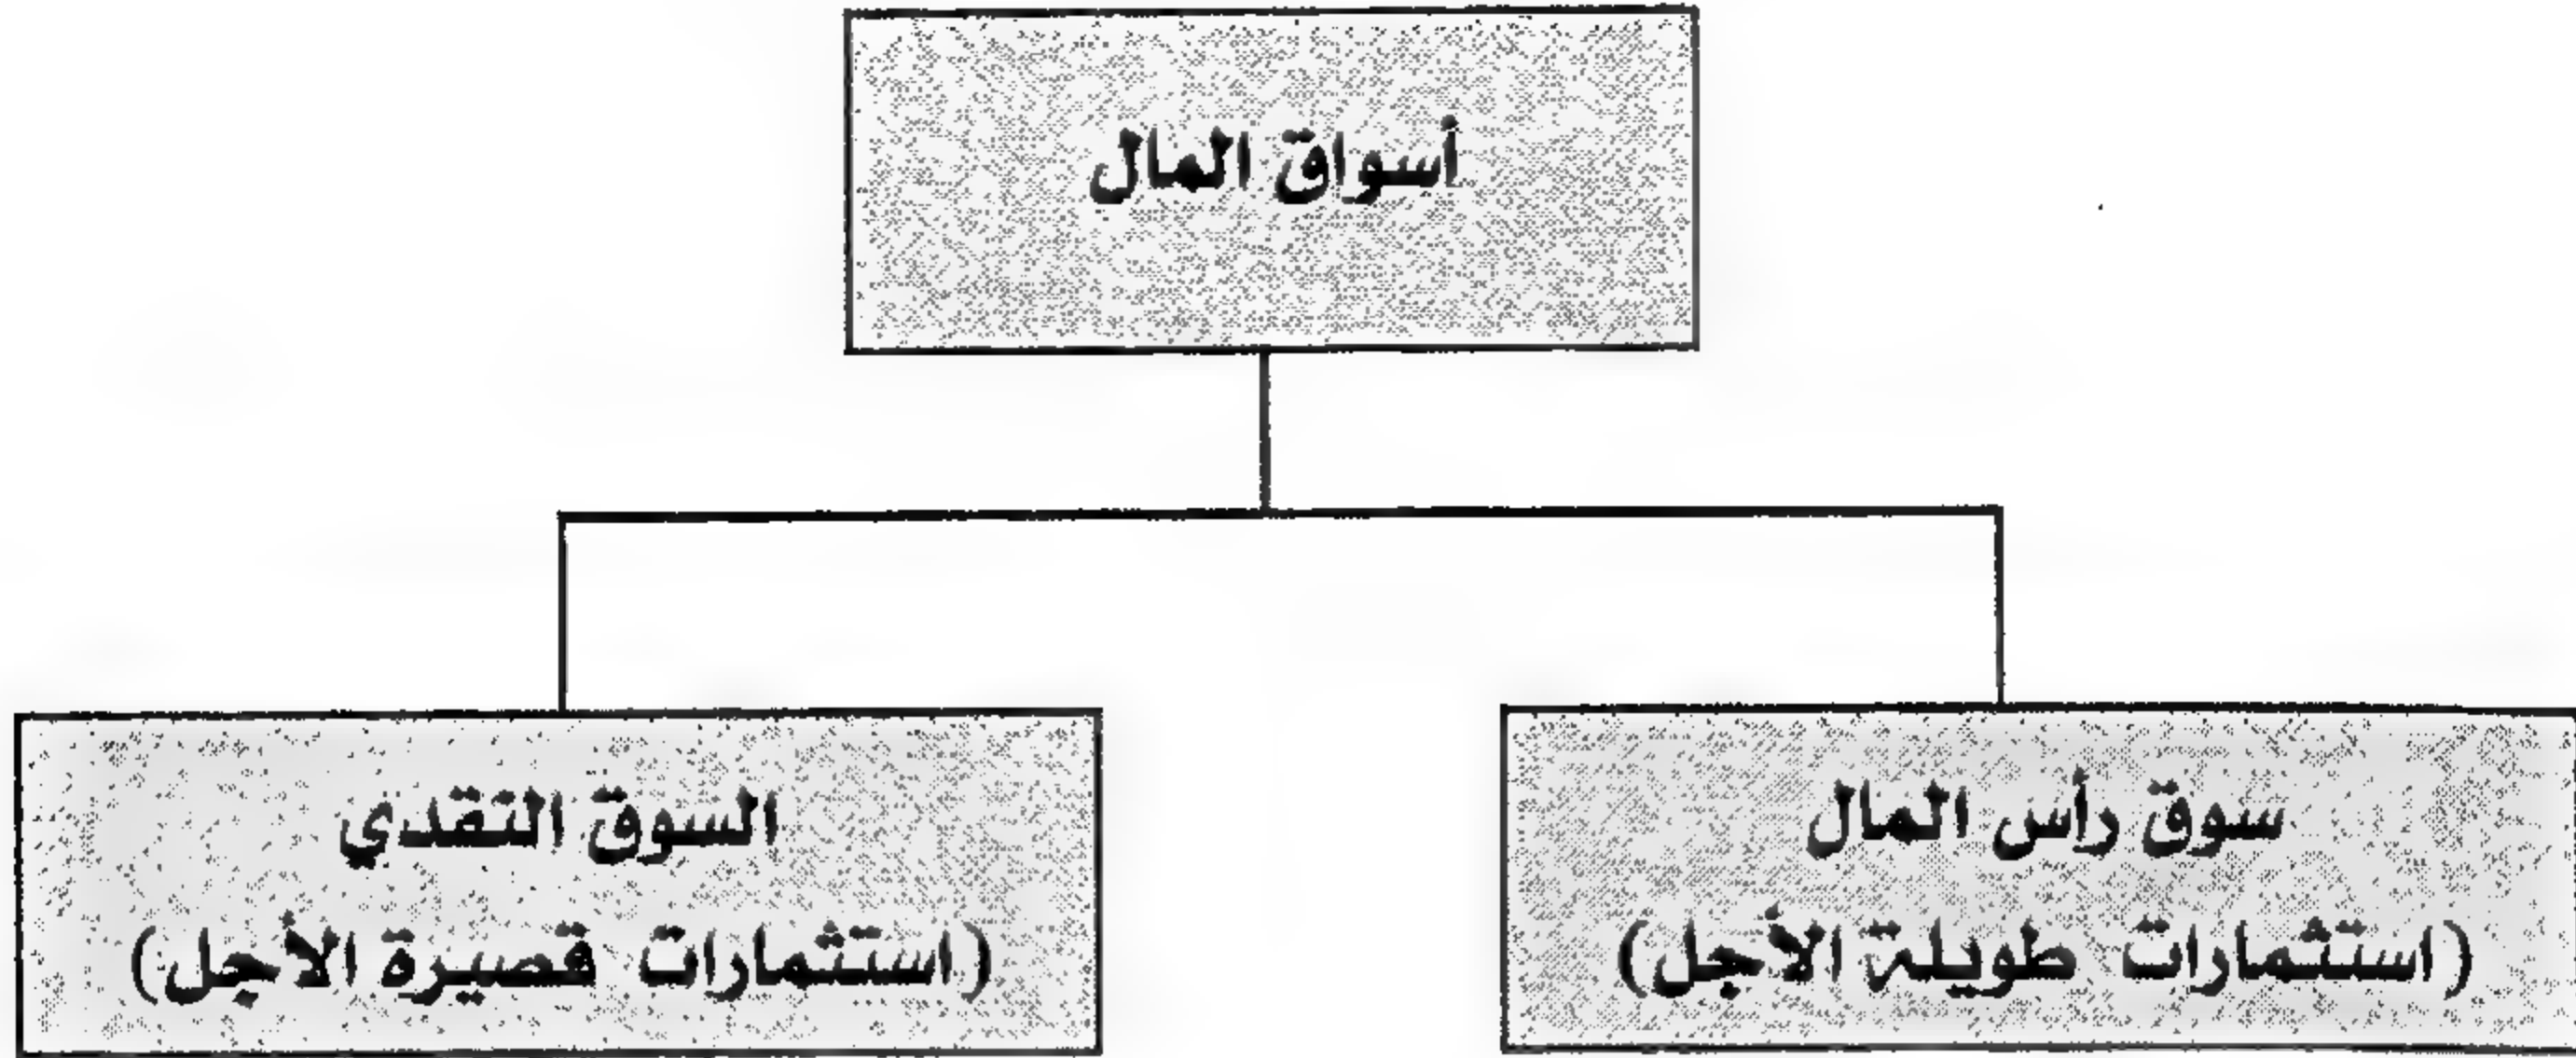 أسواق المال
سوق رأس المال
(استثمارات طويلة الأجل)
السوق النقدي
(استثمارات قصيرة الأجل)